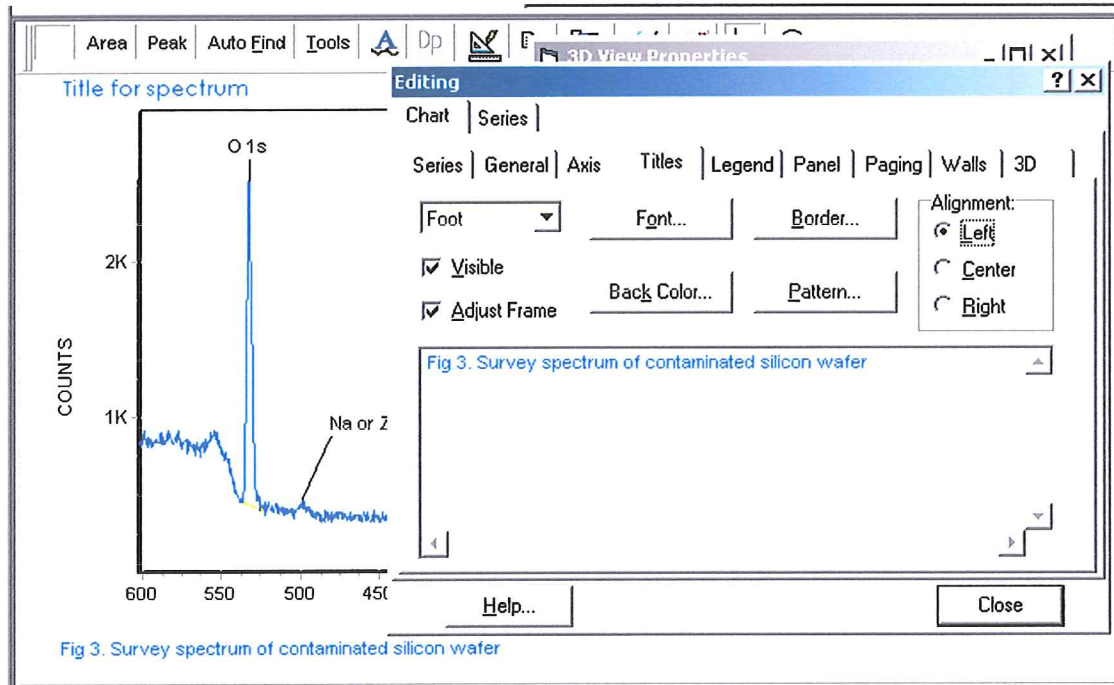 Area Peak Auto Find Tools A Dp
3D View Properties
Title for spectrum
Editing
Chart Series
Series General Axis Titles Legend Panel Paging Walls 3D
Foot Font... Border... Alignment:
Left
Visible Center
Back Color... Pattern...
Adjust Frame Right
Fig 3. Survey spectrum of contaminated silicon wafer
O 1s
2K
COUNTS
1K
Na or
600 550 500
Help... Close
Fig 3. Survey spectrum of contaminated silicon wafer